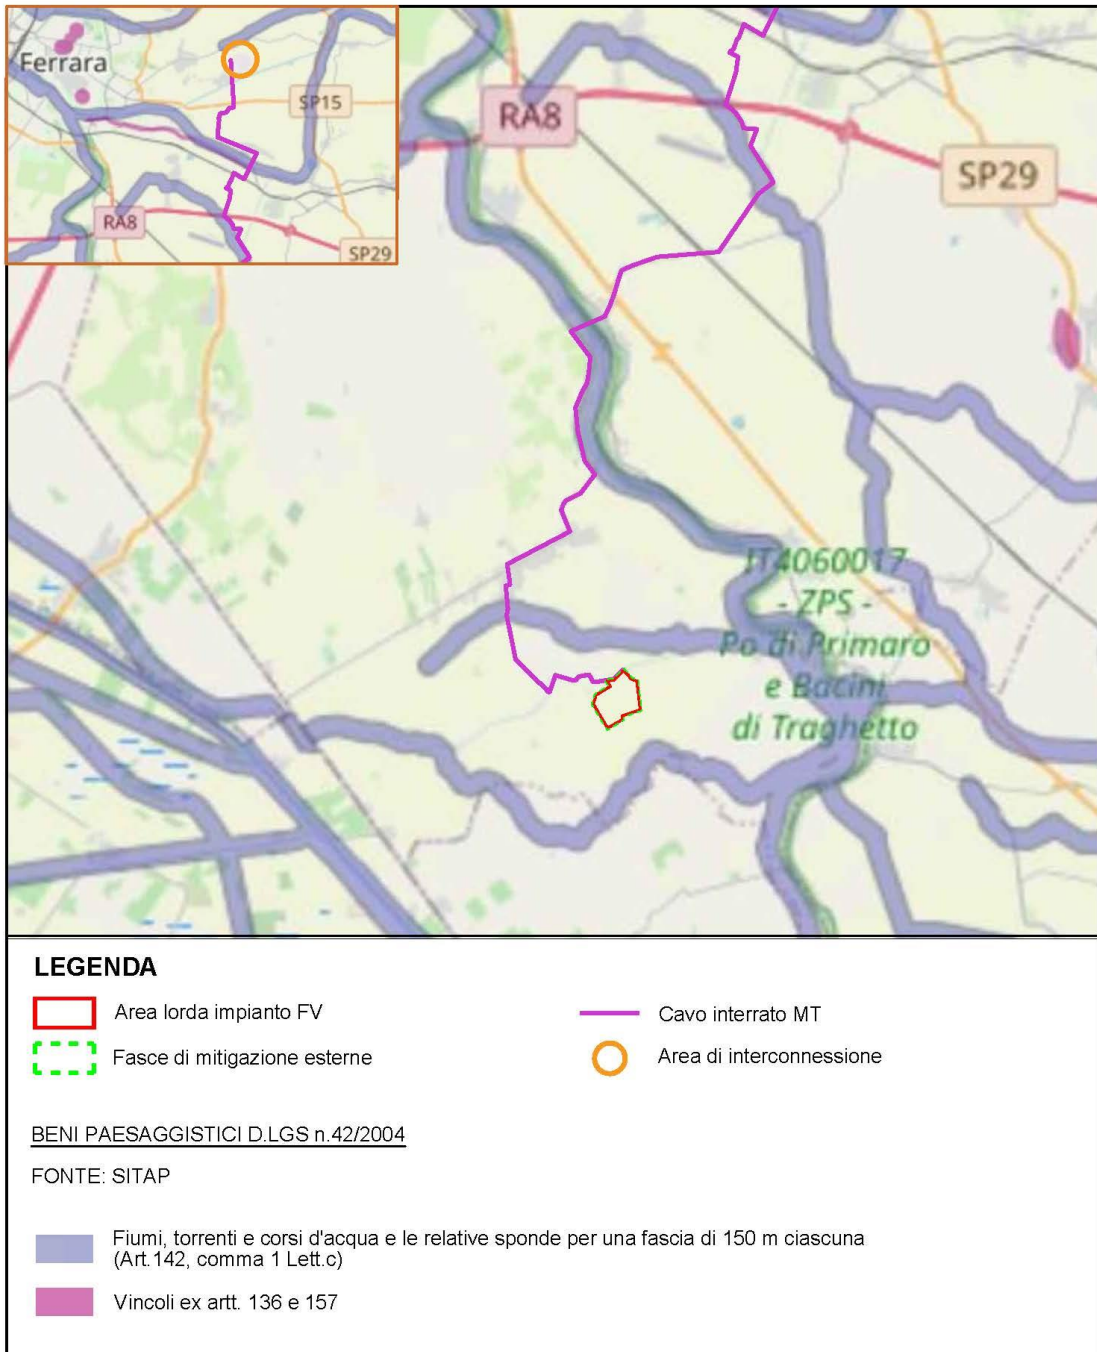 Ferrara
SP15
RA8
SP29
RA8
SP29
IT4060017
- ZPS -
Po di Primaro
e Bacini
di Traghetto
LEGENDA
Area lorda impianto FV
Cavo interrato MT
Fasce di mitigazione esterne
Area di interconnessione
BENI PAESAGGISTICI D.LGS n.42/2004
FONTE: SITAP
Fiumi, torrenti e corsi d'acqua e le relative sponde per una fascia di 150 m ciascuna
(Art.142, comma 1 Lett.c)
Vincoli ex artt. 136 e 157